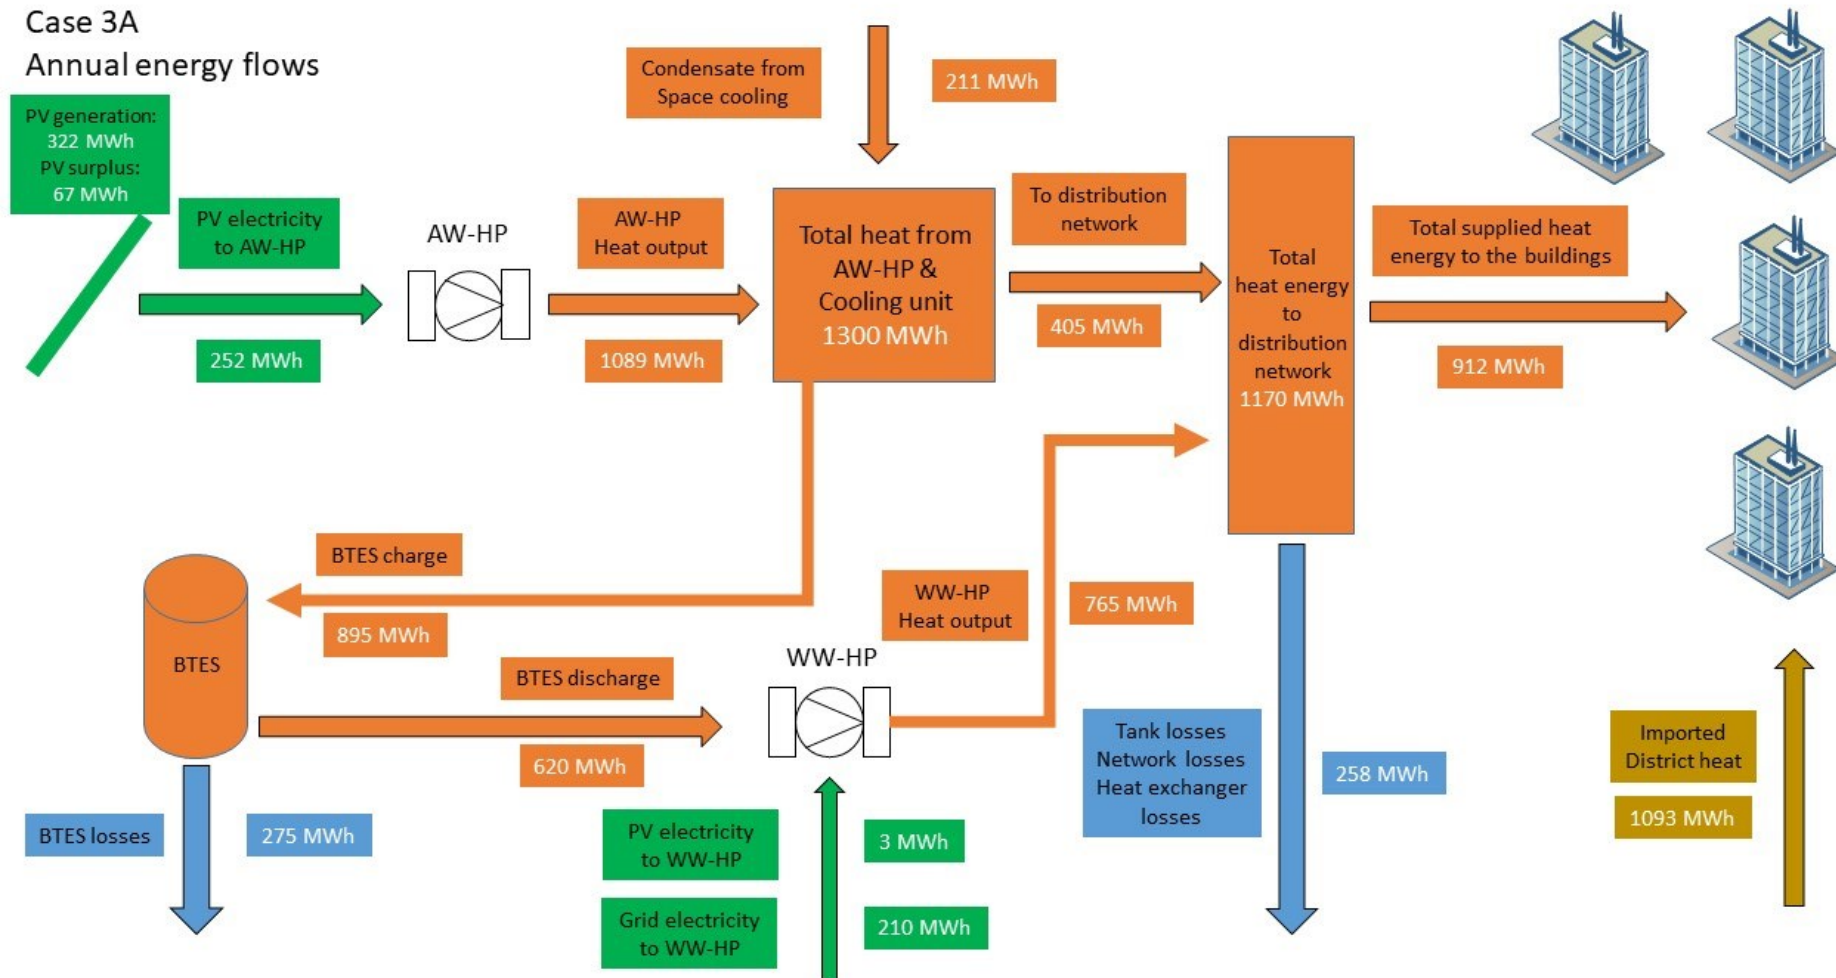 Case 3A
Annual energy flows
PV generation:
322 MWh
PV surplus:
67 MWh
PV electricity
to AW-HP
252 MWh
AW-HP
AW-HP
Heat output
1089 MWh
Condensate from
Space cooling
211 MWh
Total heat from
AW-HP &
Cooling unit
1300 MWh
To distribution
network
405 MWh
Total
heat energy
to
distribution
network
1170 MWh
Total supplied heat
energy to the buildings
912 MWh
BTES charge
895 MWh
BTES
BTES discharge
620 MWh
BTES losses
275 MWh
WW-HP
WW-HP
Heat output
765 MWh
PV electricity
to WW-HP
3 MWh
Grid electricity
to WW-HP
210 MWh
Tank losses
Network losses
Heat exchanger
losses
258 MWh
Imported
District heat
1093 MWh